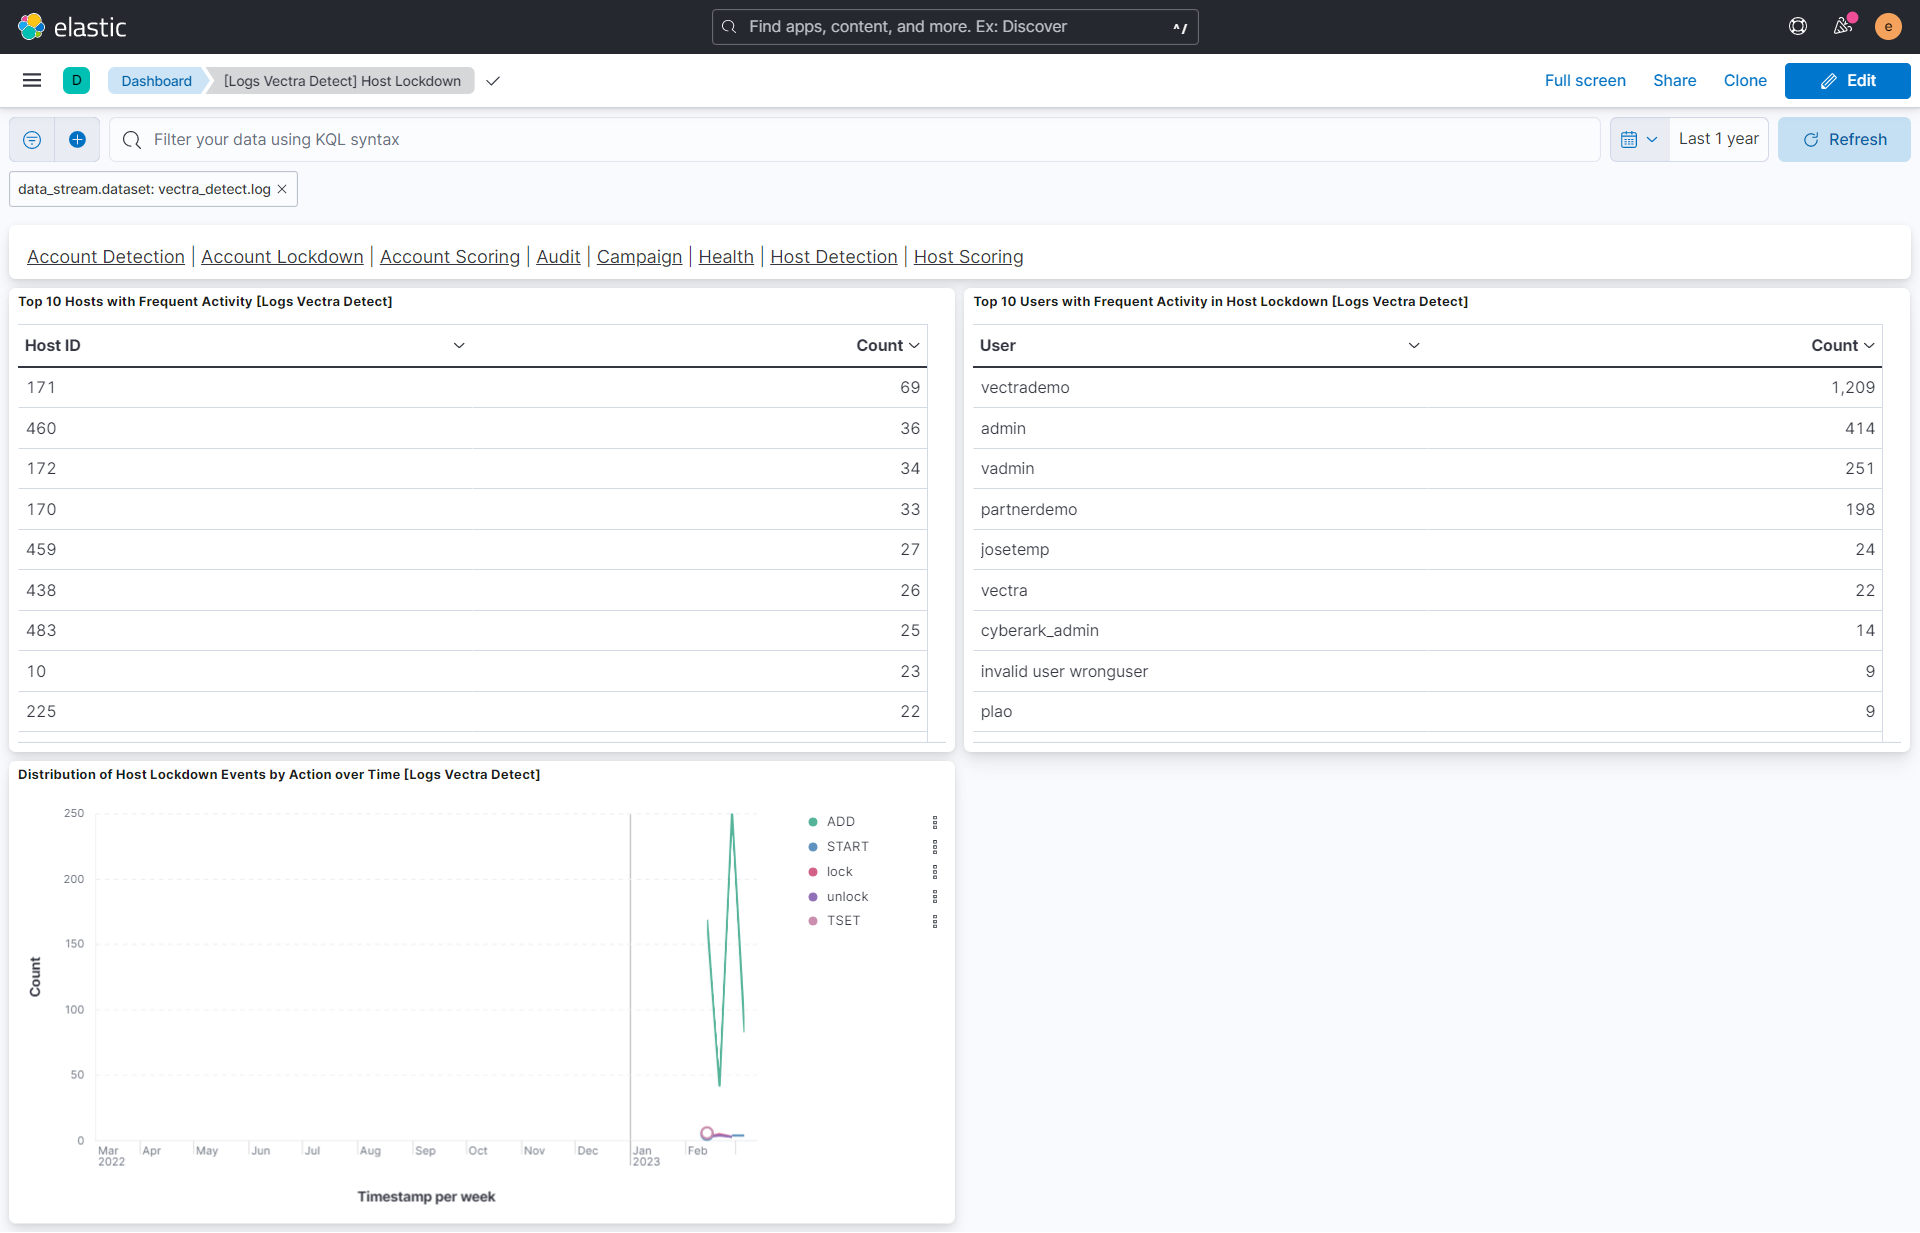 elastic
Find apps, content, and more. Ex: Discover
^/
e
D
Dashboard
[Logs Vectra Detect] Host Lockdown
Full screen
Share
Clone
Edit
Filter your data using KQL syntax
Last 1 year
Refresh
data_stream.dataset: vectra_detect.log ×
Account Detection | Account Lockdown | Account Scoring | Audit | Campaign | Health | Host Detection | Host Scoring
Top 10 Hosts with Frequent Activity [Logs Vectra Detect]
Host ID Count
171 69
460 36
172 34
170 33
459 27
438 26
483 25
10 23
225 22
Top 10 Users with Frequent Activity in Host Lockdown [Logs Vectra Detect]
User Count
vectrademo 1,209
admin 414
vadmin 251
partnerdemo 198
josetemp 24
vectra 22
cyberark_admin 14
invalid user wronguser 9
plao 9
Distribution of Host Lockdown Events by Action over Time [Logs Vectra Detect]
250
200
150
100
50
0
Count
Mar Apr May Jun Jul Aug Sep Oct Nov Dec Jan Feb
2022 2023
Timestamp per week
ADD
START
lock
unlock
TSET